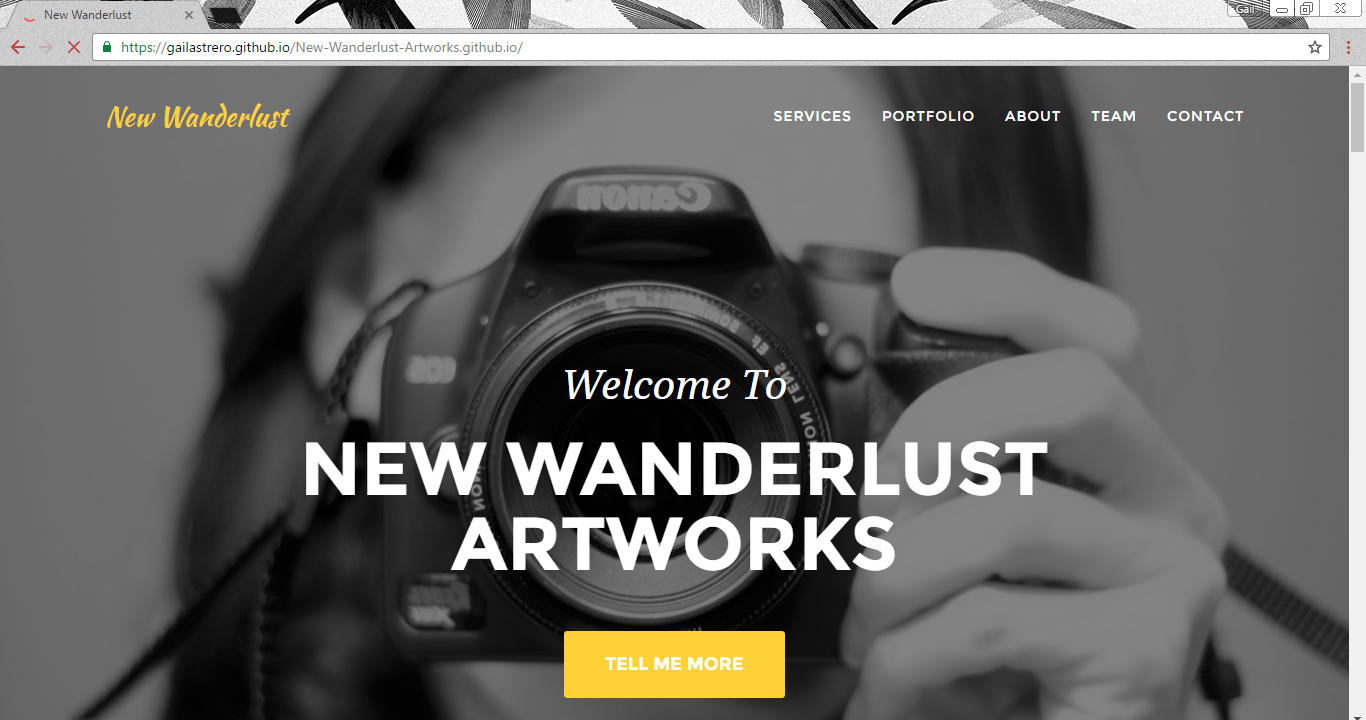 New Wanderlust
Gail
https://gailastrero.github.io/New-Wanderlust-Artworks.github.io/
New Wanderlust
SERVICES PORTFOLIO ABOUT TEAM CONTACT
Canon
EOS
Welcome To
NEW WANDERLUST
ARTWORKS
TELL ME MORE